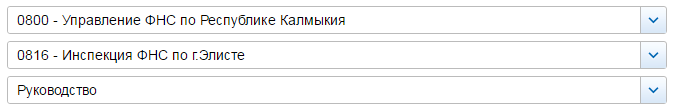 0800 - Управление ФНС по Республике Калмыкия
0816 - Инспекция ФНС по г.Элисте
Руководство